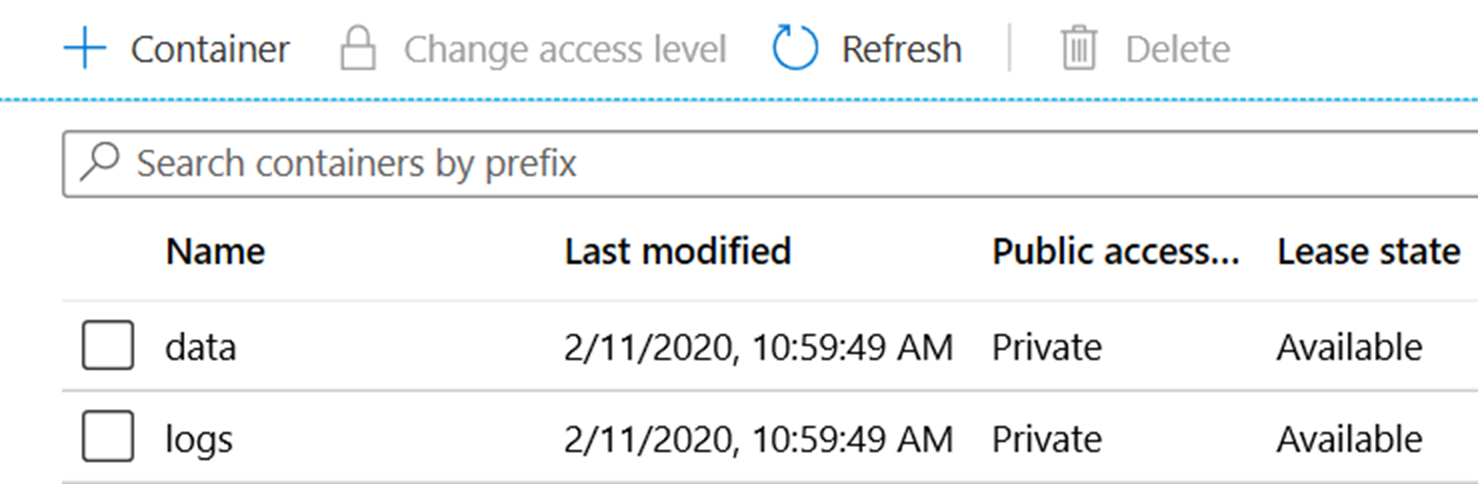 Container Change access level Refresh Delete
Search containers by prefix
Name Last modified Public access... Lease state
data 2/11/2020, 10:59:49 AM Private Available
logs 2/11/2020, 10:59:49 AM Private Available